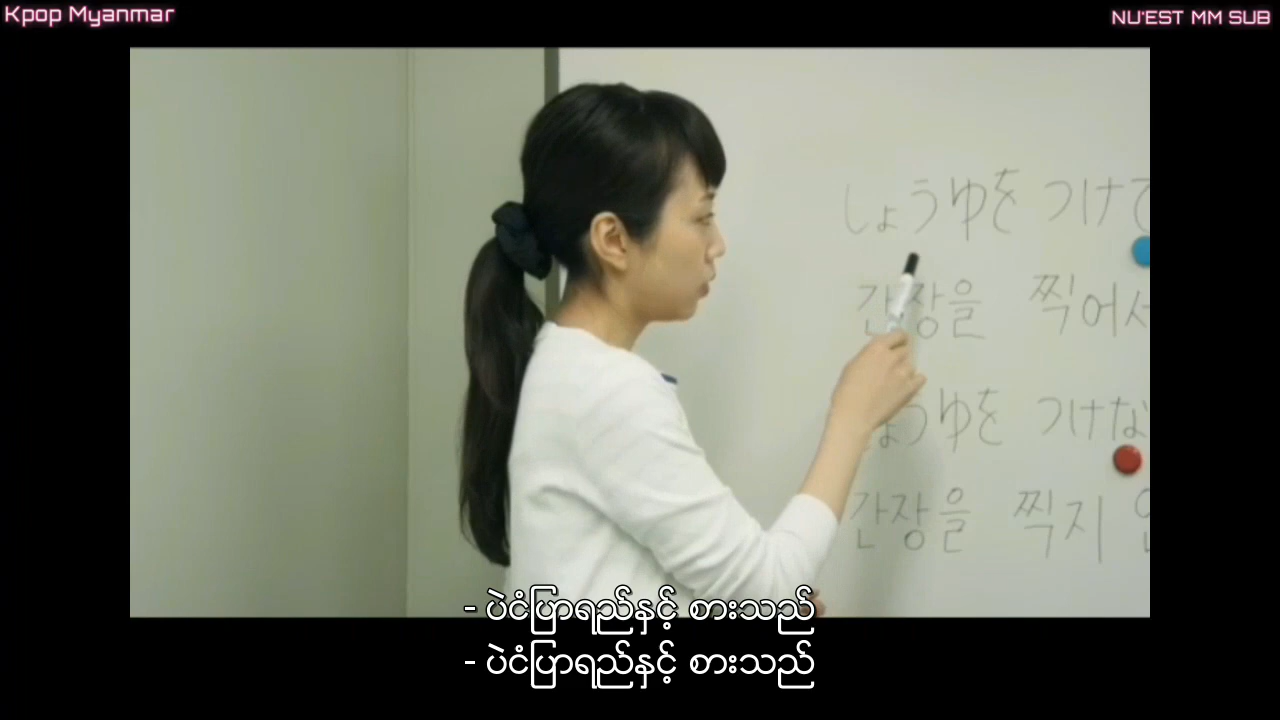 Kpop Myanmar
NU'EST MM SUB
しょうゆを つけて
간장을 찍어서
ょうゆを つけな
간장을 찍지
- ပဲငံပြာရည်နှင့် စားသည်
- ပဲငံပြာရည်နှင့် စားသည်